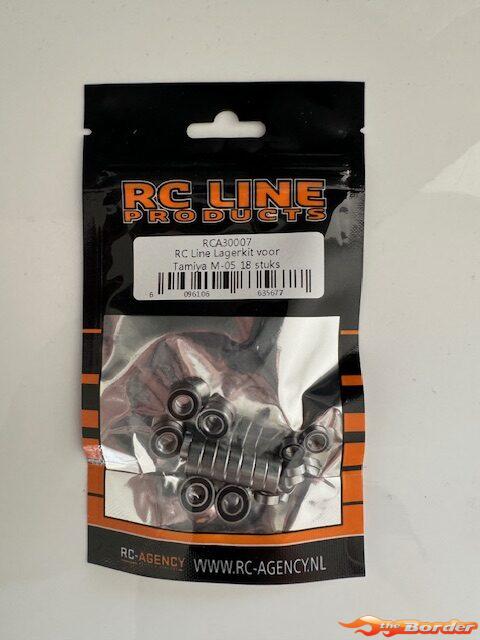 RC LINE
PRODUCTS
RCA30007
RC Line Lagerkit voor
Tamiya M-05 18 stuks
6 096106 635677
RC-AGENCY
WWW.RC-AGENCY.NL
the Border